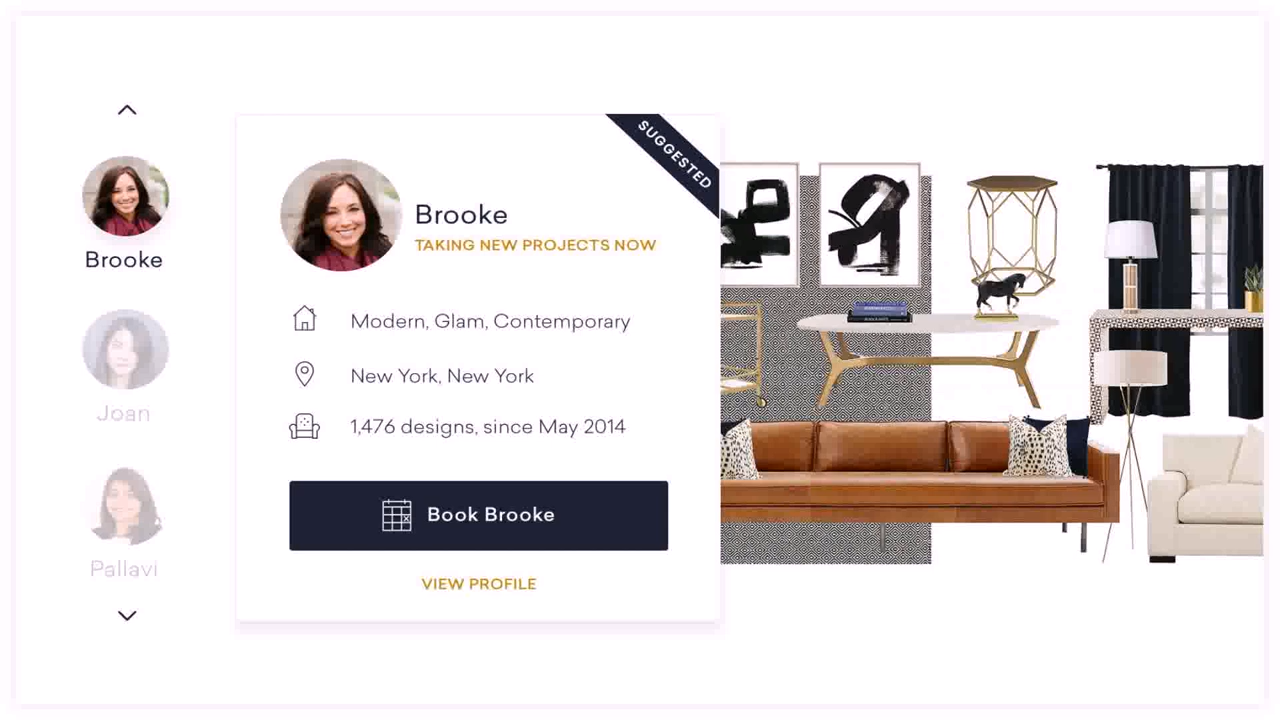 Brooke
Joan
Pallavi
SUGGESTED
Brooke
TAKING NEW PROJECTS NOW
Modern, Glam, Contemporary
New York, New York
1,476 designs, since May 2014
Book Brooke
VIEW PROFILE